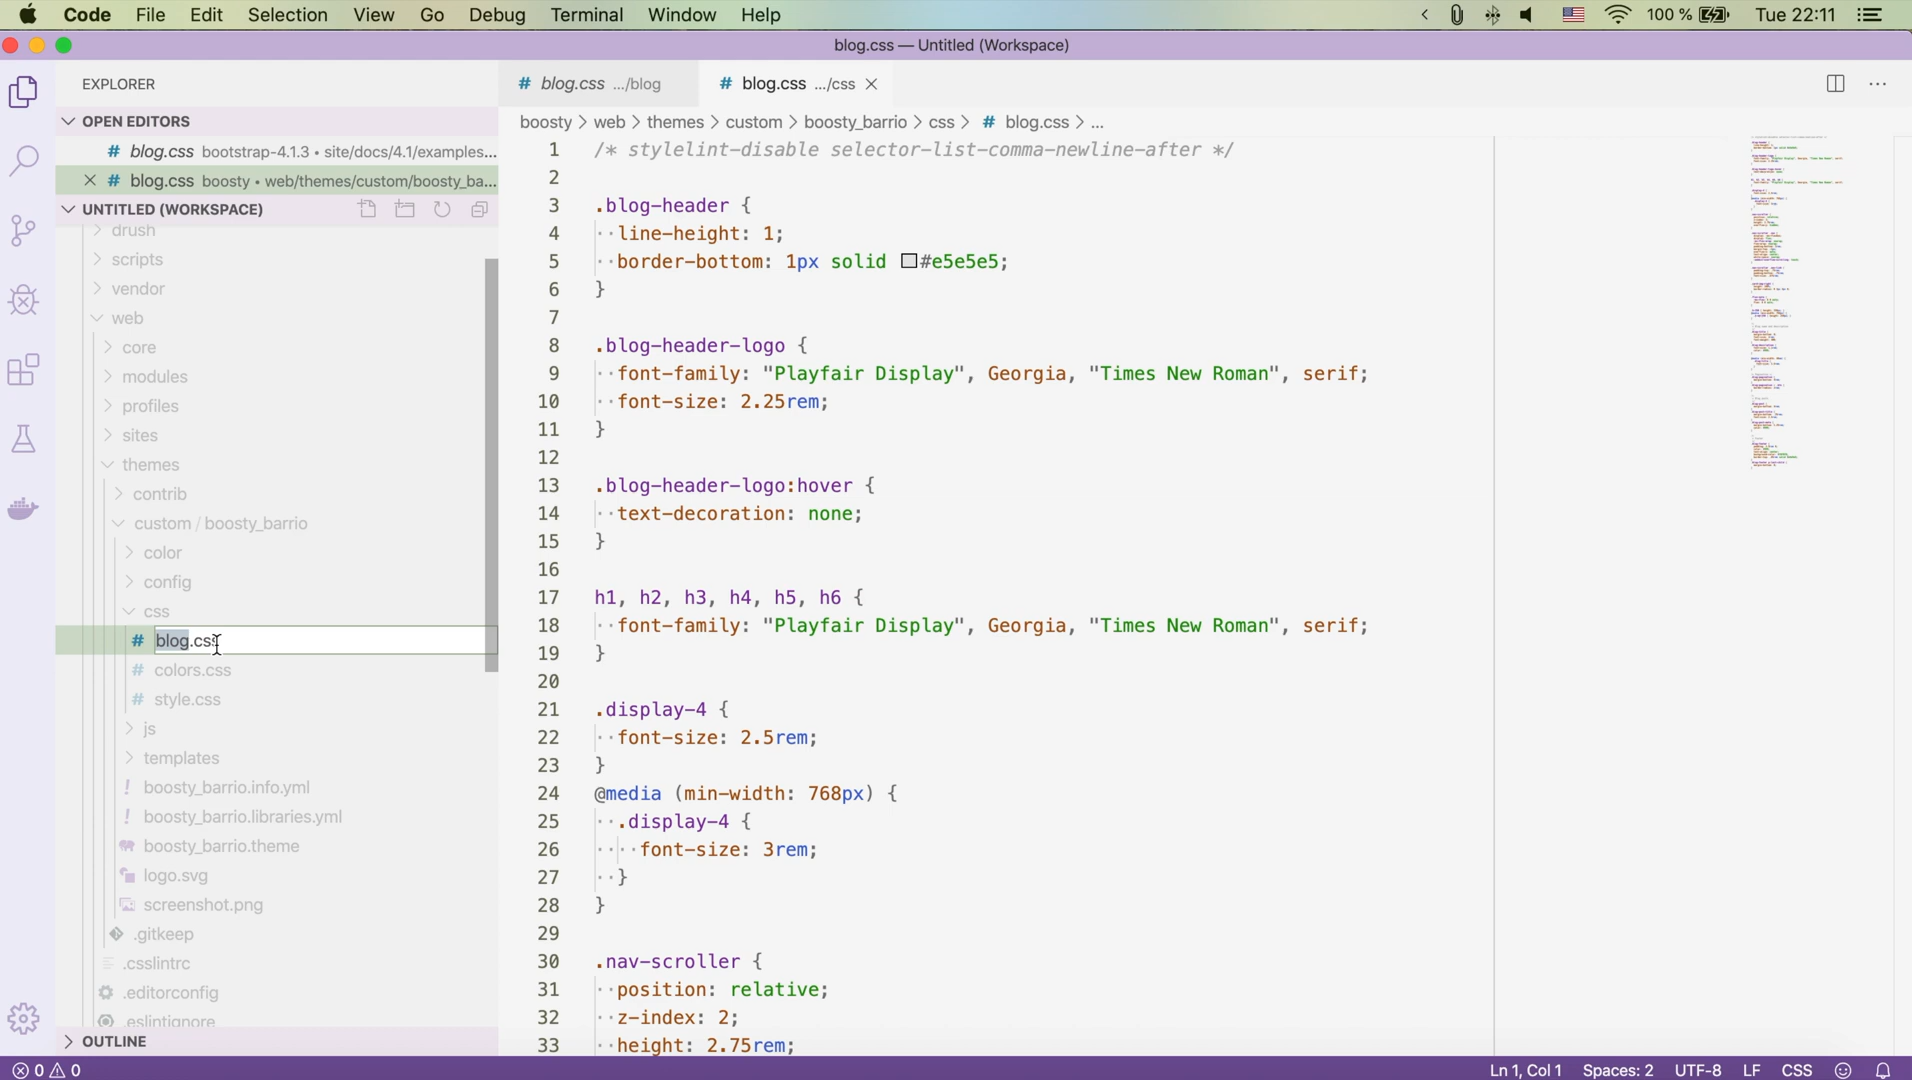 Code File Edit Selection View Go Debug Terminal Window Help 100 % Tue 22:11
blog.css — Untitled (Workspace)
EXPLORER
OPEN EDITORS
blog.css bootstrap-4.1.3 • site/docs/4.1/examples...
blog.css boosty • web/themes/custom/boosty_ba...
UNTITLED (WORKSPACE)
drush
scripts
vendor
web
core
modules
profiles
sites
themes
contrib
custom / boosty_barrio
color
config
css
blog.css
colors.css
style.css
js
templates
boosty_barrio.info.yml
boosty_barrio.libraries.yml
boosty_barrio.theme
logo.svg
screenshot.png
.gitkeep
.csslintrc
.editorconfig
.eslintignore
OUTLINE
# blog.css .../blog # blog.css .../css
boosty > web > themes > custom > boosty_barrio > css > # blog.css > ...
1 /* stylelint-disable selector-list-comma-newline-after */
2
3 .blog-header {
4 ··line-height: 1;
5 ··border-bottom: 1px solid #e5e5e5;
6 }
7
8 .blog-header-logo {
9 ··font-family: "Playfair Display", Georgia, "Times New Roman", serif;
10 ··font-size: 2.25rem;
11 }
12
13 .blog-header-logo:hover {
14 ··text-decoration: none;
15 }
16
17 h1, h2, h3, h4, h5, h6 {
18 ··font-family: "Playfair Display", Georgia, "Times New Roman", serif;
19 }
20
21 .display-4 {
22 ··font-size: 2.5rem;
23 }
24 @media (min-width: 768px) {
25 ··.display-4 {
26 ····font-size: 3rem;
27 ··}
28 }
29
30 .nav-scroller {
31 ··position: relative;
32 ··z-index: 2;
33 ··height: 2.75rem;
0 0 Ln 1, Col 1 Spaces: 2 UTF-8 LF CSS